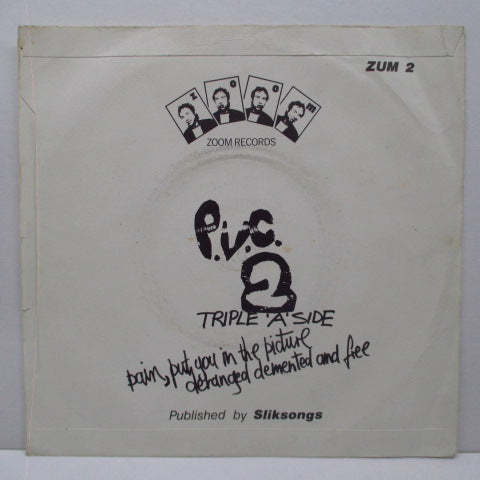 ZUM 2
Z O O M
ZOOM RECORDS
P.V.C.
2
TRIPLE 'A' SIDE
pain, put you in the picture
deranged demented and free
Published by Sliksongs